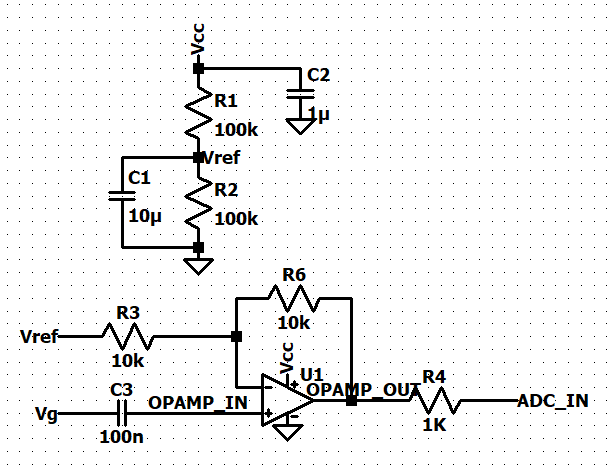 Vcc
C2
1µ
R1
100k
Vref
C1
10µ
R2
100k
R6
10k
R3
Vref
10k
Vcc
U1
C3
OPAMP_IN
OPAMP_OUT
R4
Vg
100n
1K
ADC_IN